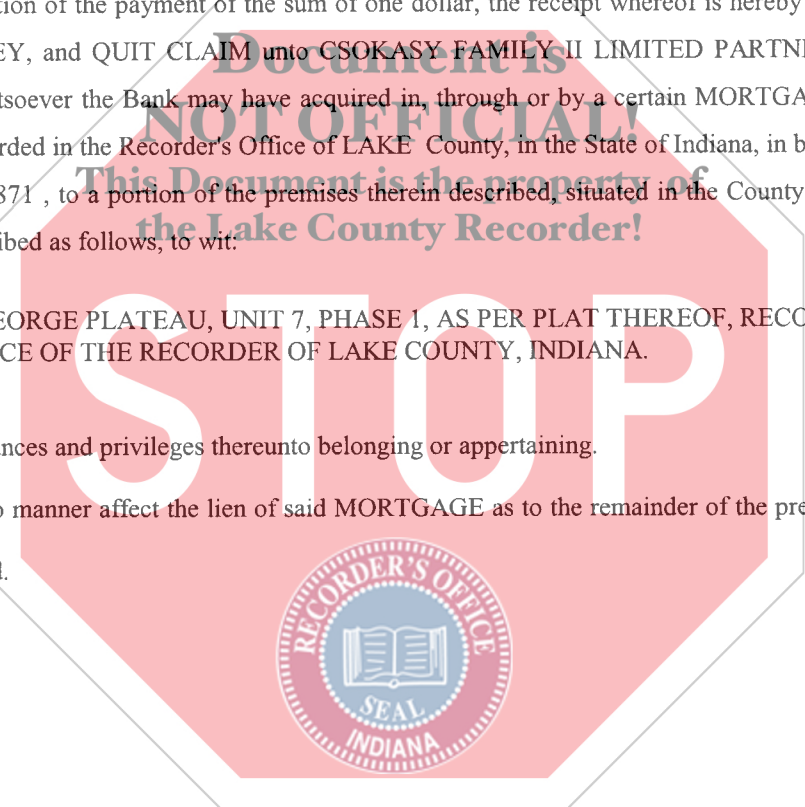 tion of the payment of the sum of one dollar, the receipt whereof is hereby
EY, and QUIT CLAIM unto CSOKASY FAMILY II LIMITED PARTNE
Document is
tsoever the Bank may have acquired in, through or by a certain MORTGA
NOT OFFICIAL!
rded in the Recorder's Office of LAKE County, in the State of Indiana, in b
This Document is the property of
871 , to a portion of the premises therein described, situated in the County
the Lake County Recorder!
ibed as follows, to wit:
EORGE PLATEAU, UNIT 7, PHASE 1, AS PER PLAT THEREOF, RECO
CE OF THE RECORDER OF LAKE COUNTY, INDIANA.
STOP
nces and privileges thereunto belonging or appertaining.
o manner affect the lien of said MORTGAGE as to the remainder of the pre
d.
RECORDER'S OFFICE
SEAL
INDIANA